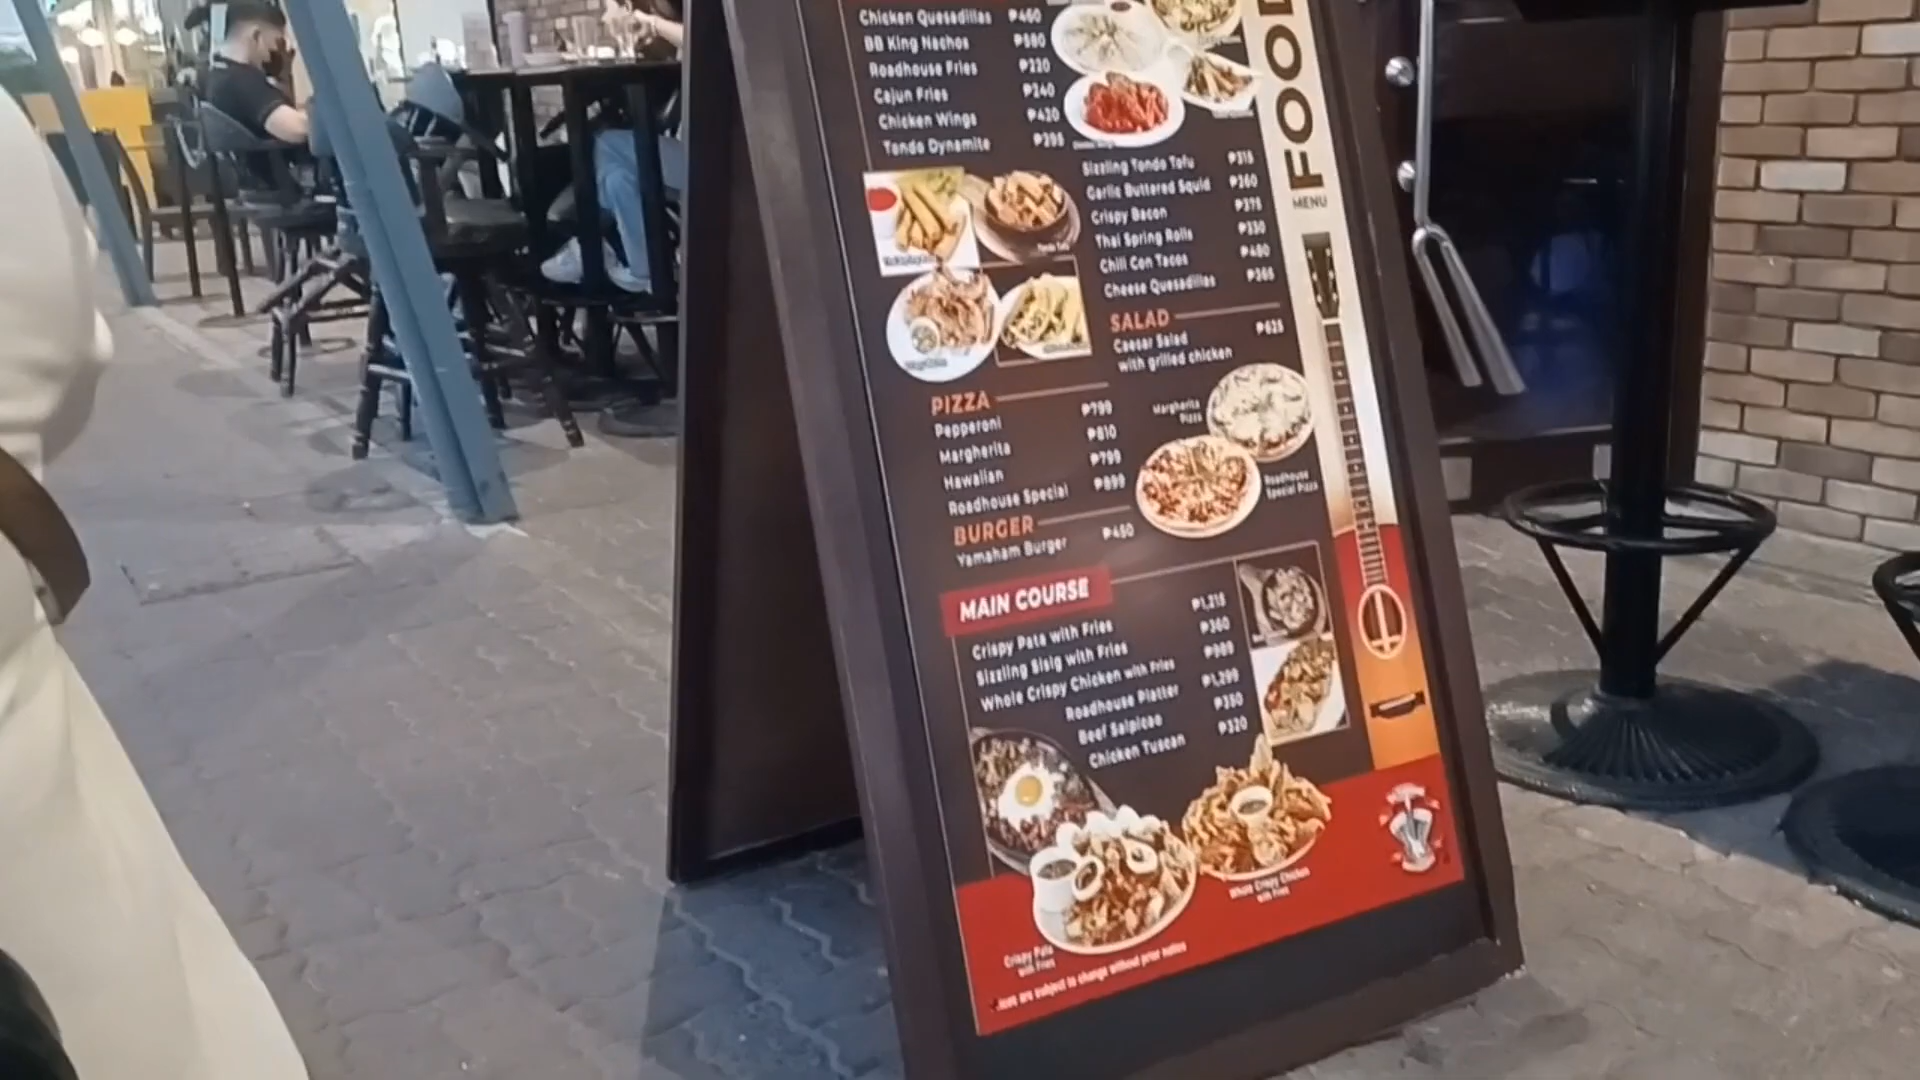 Chicken Quesadillas ₱460
BB King Nachos ₱580
Roadhouse Fries ₱220
Cajun Fries ₱240
Chicken Wings ₱420
Tondo Dynamite ₱395
Sizzling Tondo Tofu ₱315
Garlic Buttered Squid ₱360
Crispy Bacon ₱375
Thai Spring Rolls ₱330
Chili Con Tacos ₱480
Cheese Quesadillas ₱365
FOOD
MENU
SALAD
Caesar Salad ₱625
with grilled chicken
PIZZA
Pepperoni ₱799
Margherita ₱810
Hawaiian ₱799
Roadhouse Special ₱899
Margherita
Pizza
Roadhouse
Special Pizza
BURGER
Yamaham Burger ₱450
MAIN COURSE
Crispy Pata with Fries ₱1,215
Sizzling Sisig with Fries ₱360
Whole Crispy Chicken with Fries ₱989
Roadhouse Platter ₱1,299
Beef Salpicao ₱350
Chicken Tuscan ₱320
Whole Crispy Chicken
with Fries
Crispy Pata
with Fries
are subject to change without prior notice